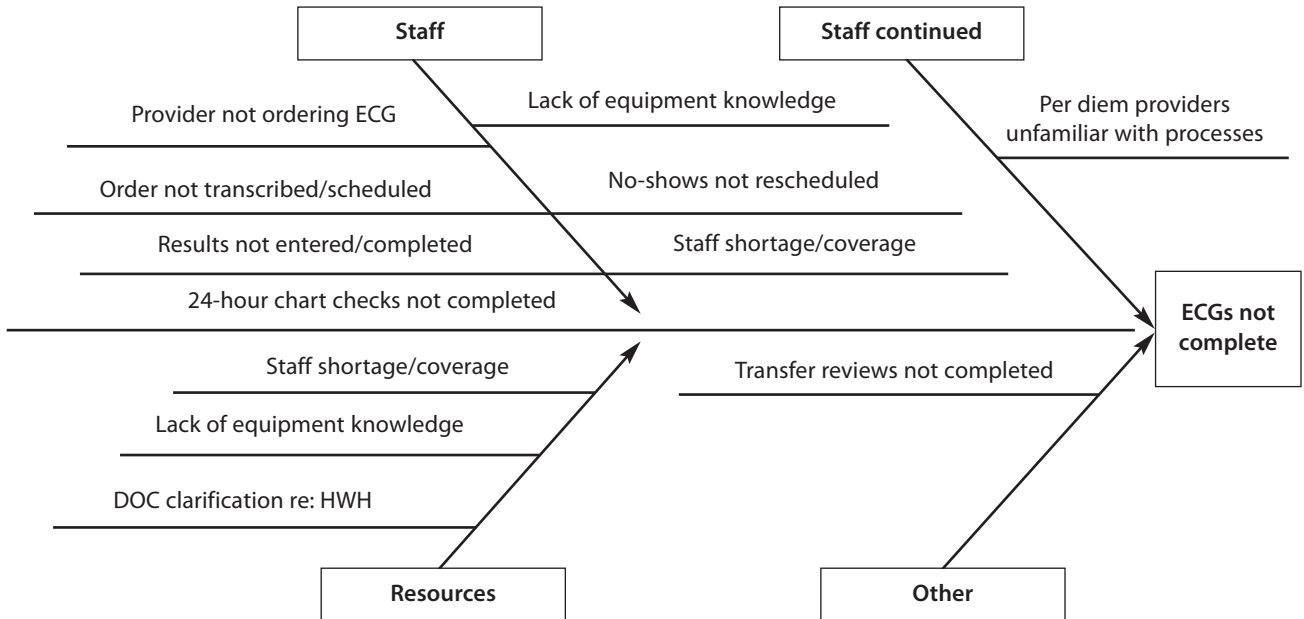 Staff
Staff continued
Provider not ordering ECG
Lack of equipment knowledge
Per diem providers
unfamiliar with processes
Order not transcribed/scheduled
No-shows not rescheduled
Results not entered/completed
Staff shortage/coverage
24-hour chart checks not completed
ECGs not
complete
Staff shortage/coverage
Transfer reviews not completed
Lack of equipment knowledge
DOC clarification re: HWH
Resources
Other